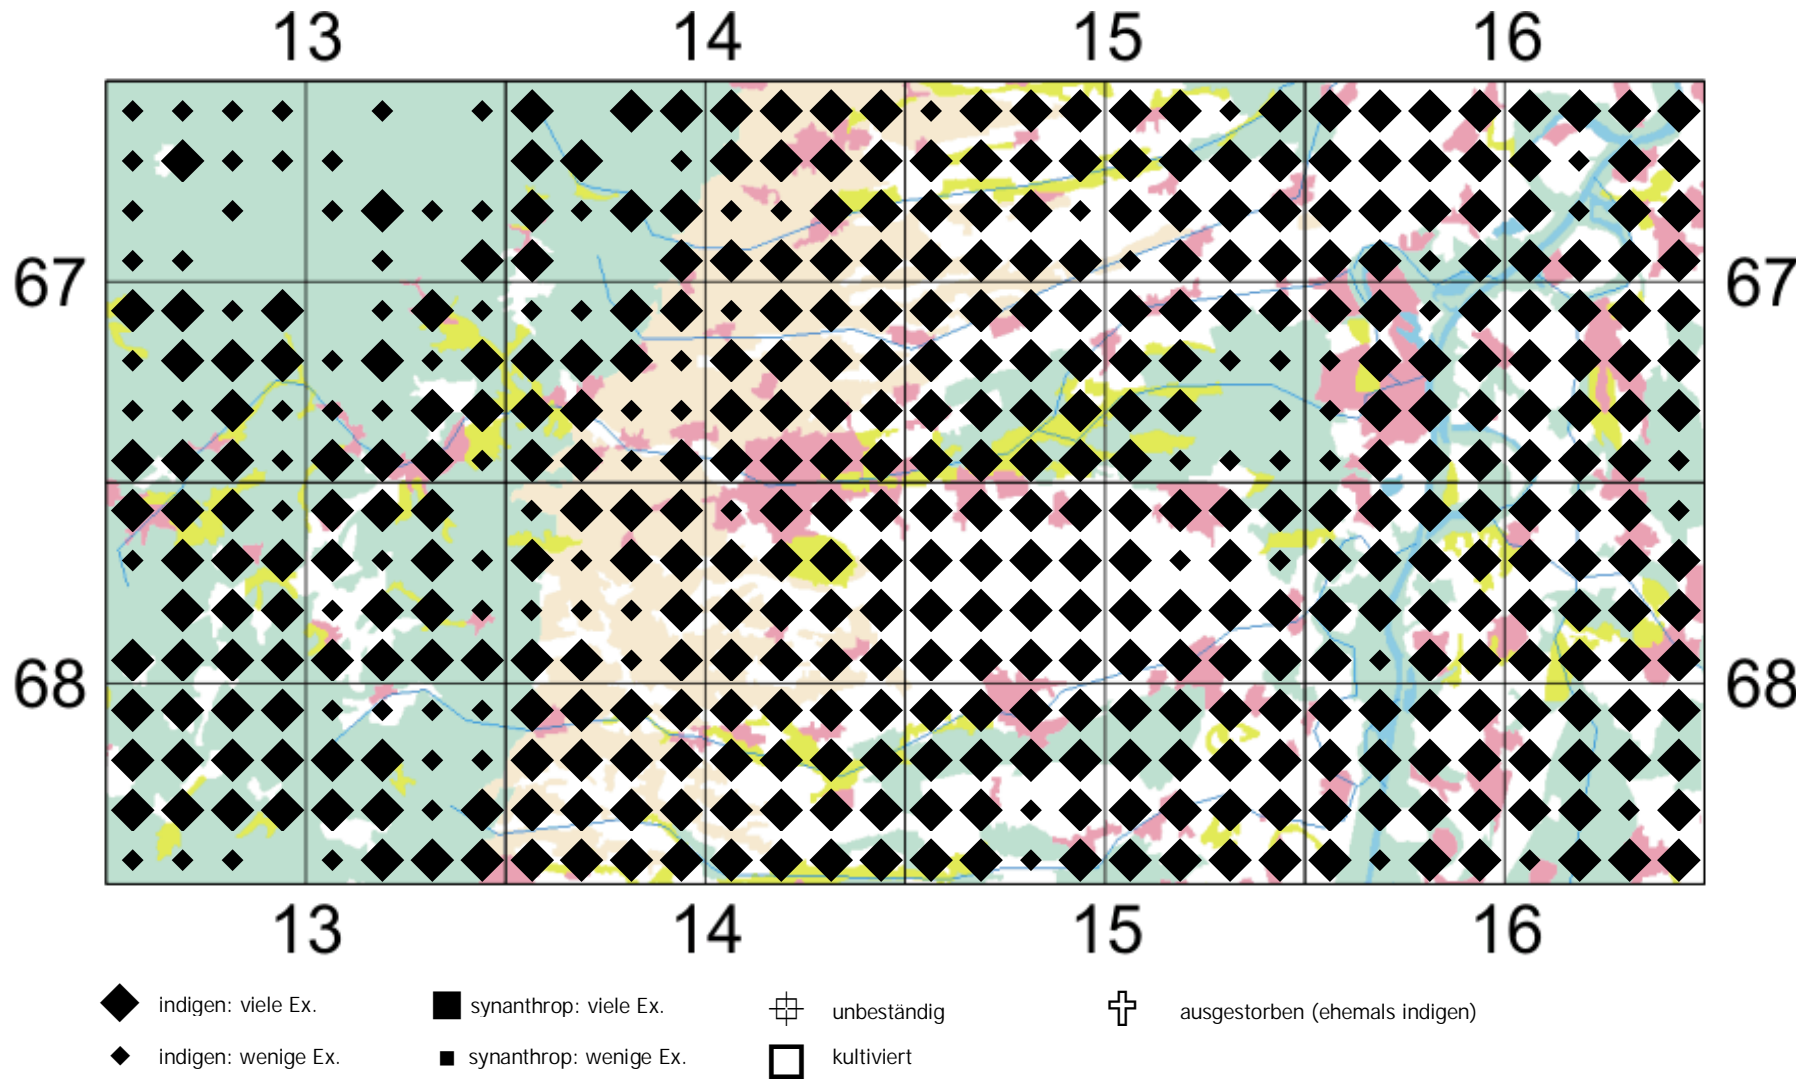 13 14 15 16
67 67
68 68
13 14 15 16
indigen: viele Ex. synanthrop: viele Ex. unbeständig ausgestorben (ehemals indigen)
indigen: wenige Ex. synanthrop: wenige Ex. kultiviert